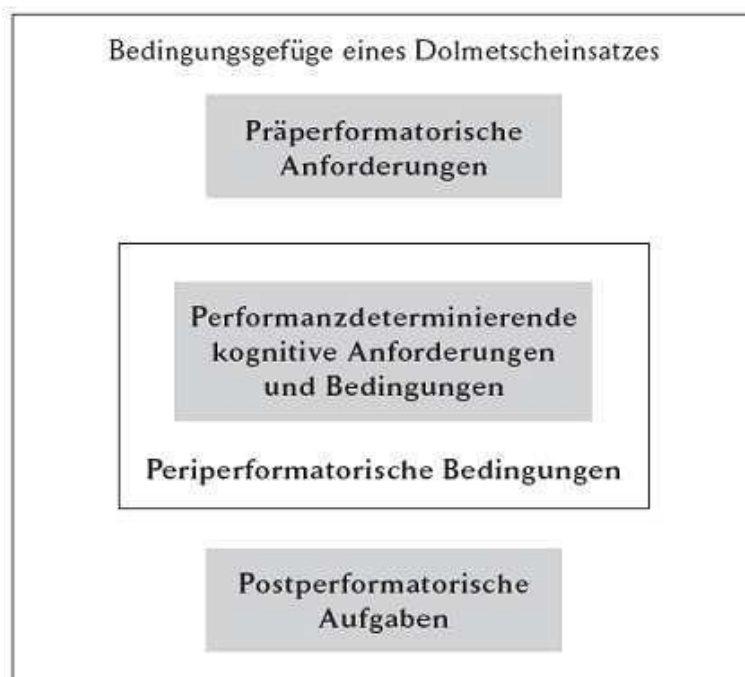 Bedingungsgefüge eines Dolmetscheinsatzes
Präperformatorische
Anforderungen
Performanzdeterminierende
kognitive Anforderungen
und Bedingungen
Periperformatorische Bedingungen
Postperformatorische
Aufgaben